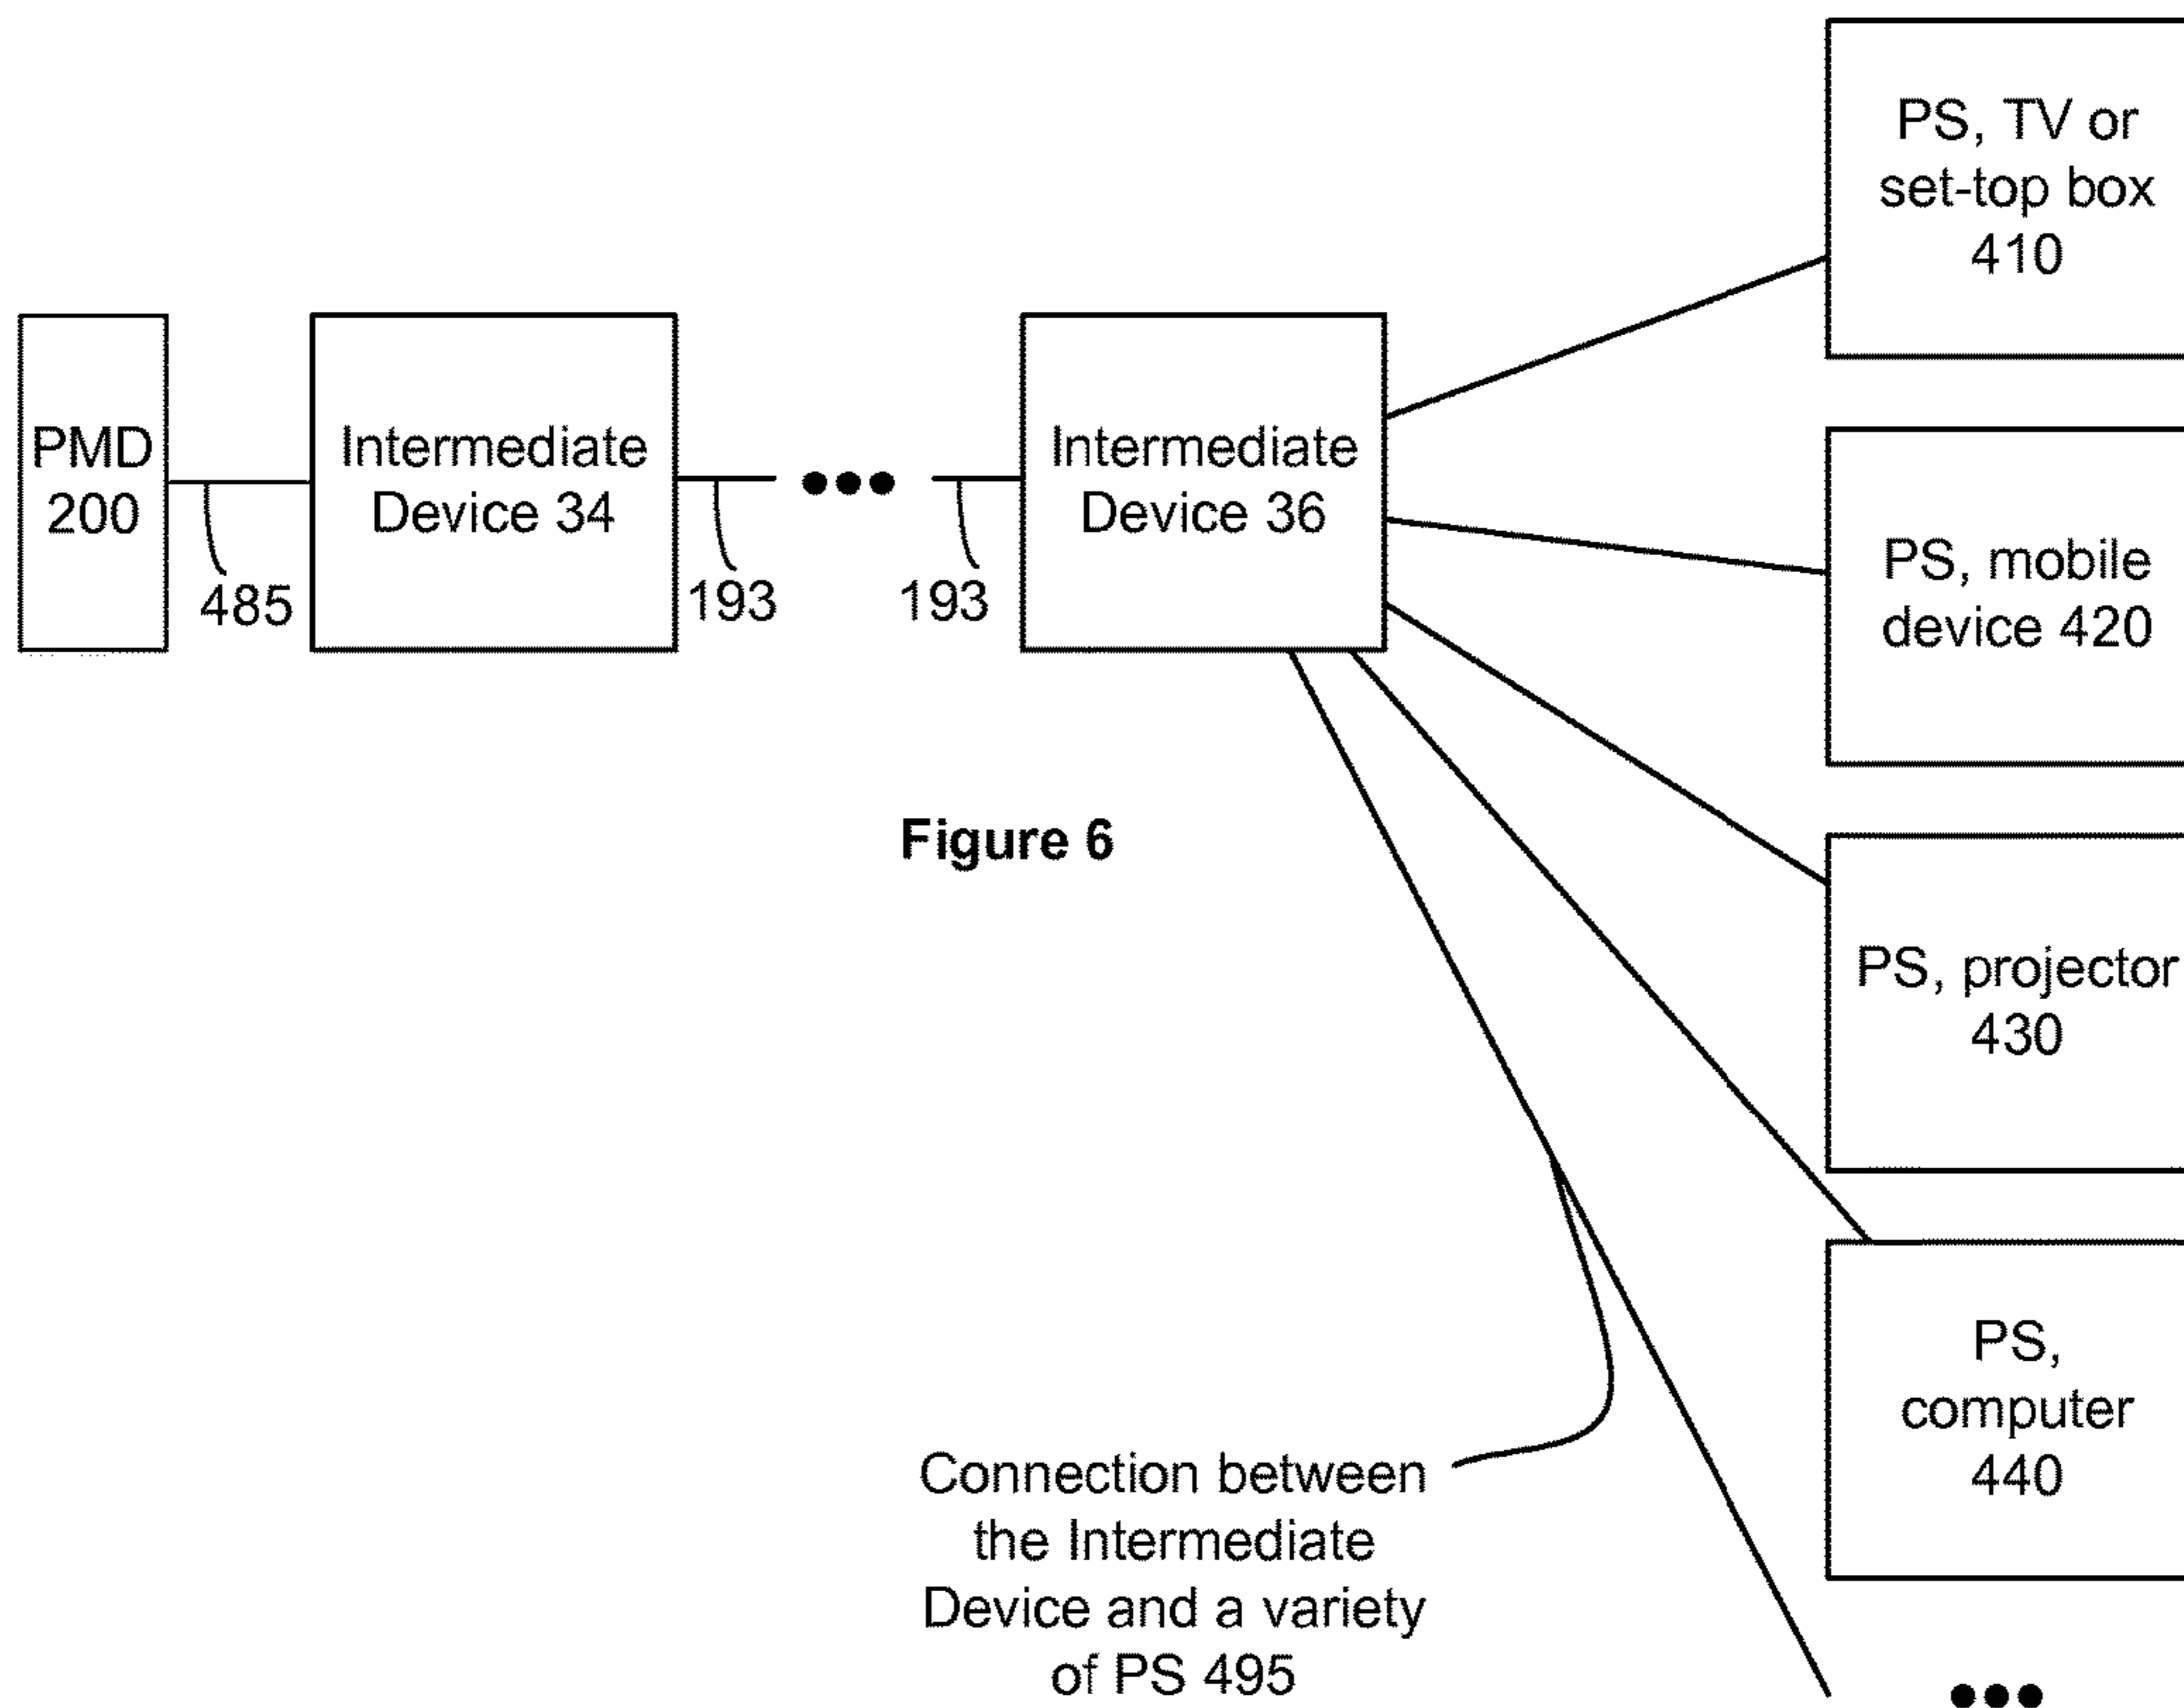 PS, TV or
set-top box
410
PMD
200
Intermediate
Device 34
Intermediate
Device 36
485
193
193
PS, mobile
device 420
Figure 6
PS, projector
430
PS,
computer
440
Connection between
the Intermediate
Device and a variety
of PS 495